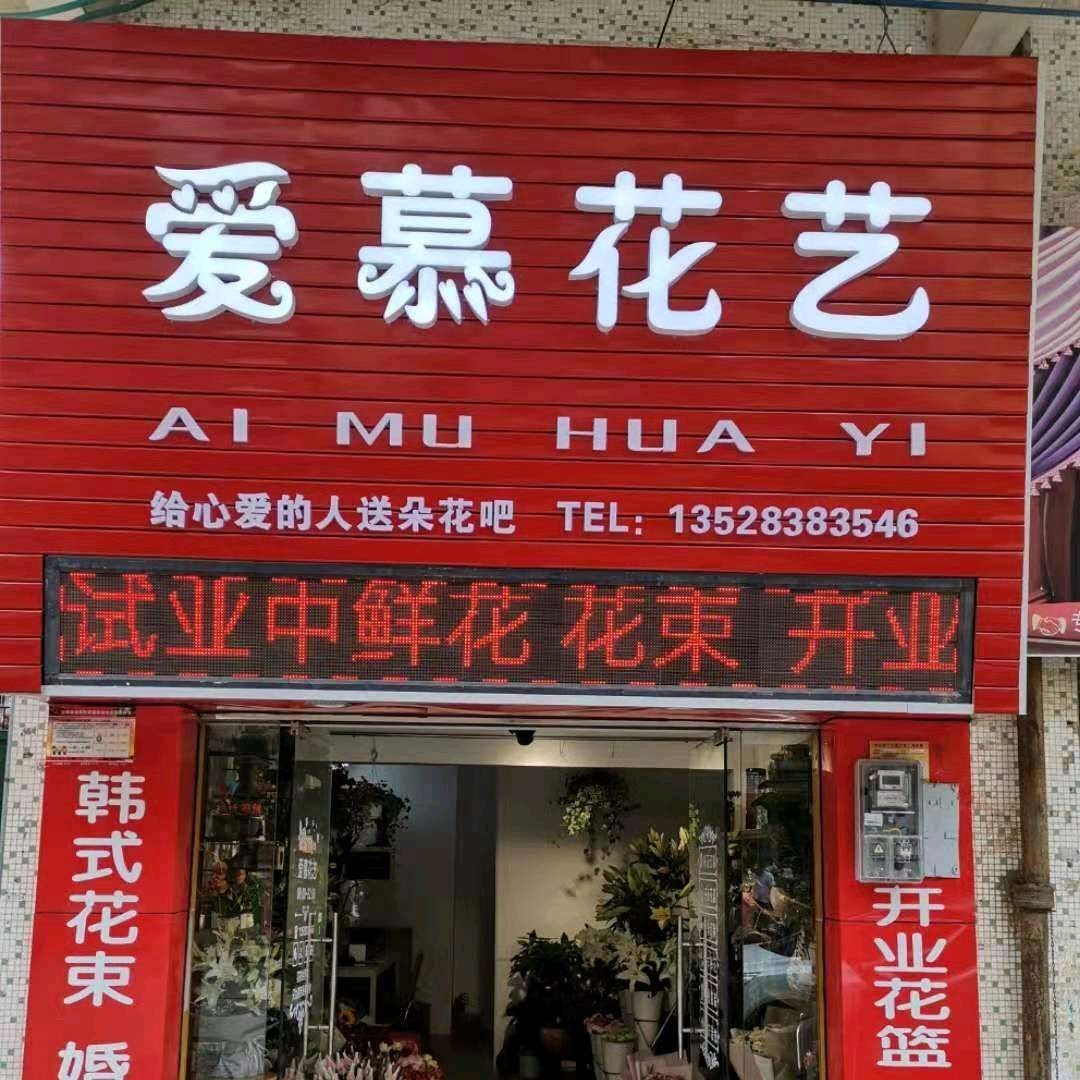 爱慕花艺
AI MU HUA YI
给心爱的人送朵花吧 TEL：13528383546
试业中鲜花 花束 开业
韩式花束 婚
开业花篮